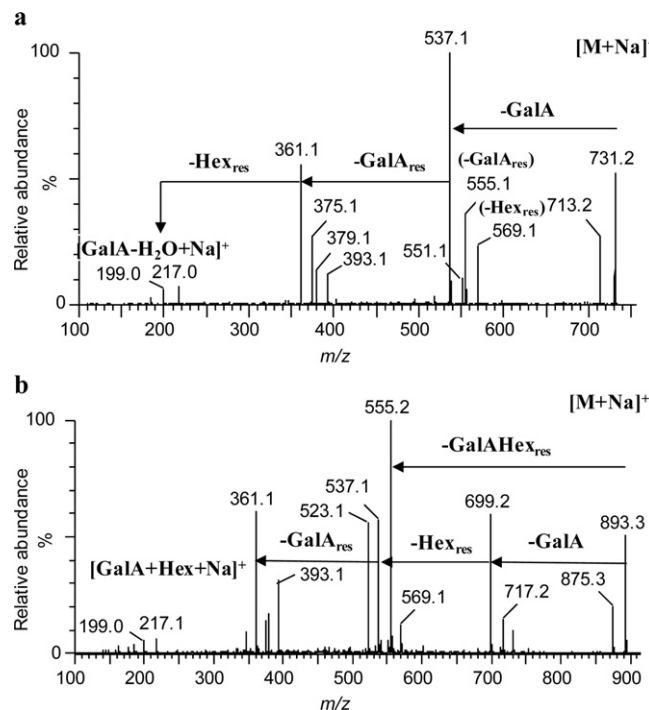 a
537.1
[M+Na]
100
-GalA
361.1
-Hexres
-GalAres
(-GalAres)
731.2
555.1
(-Hexres)
713.2
375.1
569.1
[GalA-H2O+Na]+
379.1
551.1
393.1
199.0
217.0
Relative abundance
%
0
100 200 300 400 500 600 700
m/z
b
555.2
[M+Na]+
100
-GalAHexres
537.1
699.2
893.3
361.1
523.1
-GalAres
-Hexres
-GalA
[GalA+Hex+Na]+
393.1
875.3
569.1
717.2
199.0
217.1
Relative abundance
%
0
100 200 300 400 500 600 700 800 900
m/z